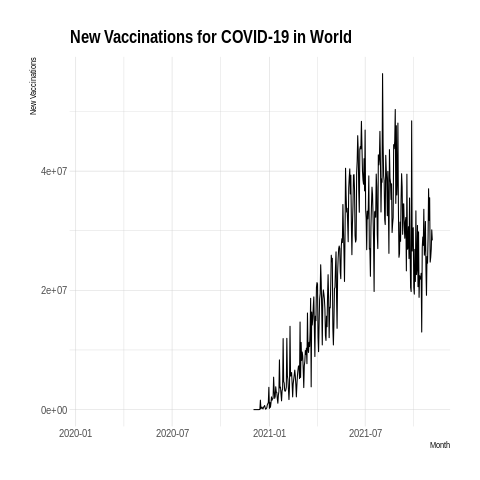 New Vaccinations for COVID-19 in World
New Vaccinations
4e+07
2e+07
0e+00
2020-01
2020-07
2021-01
2021-07
Month